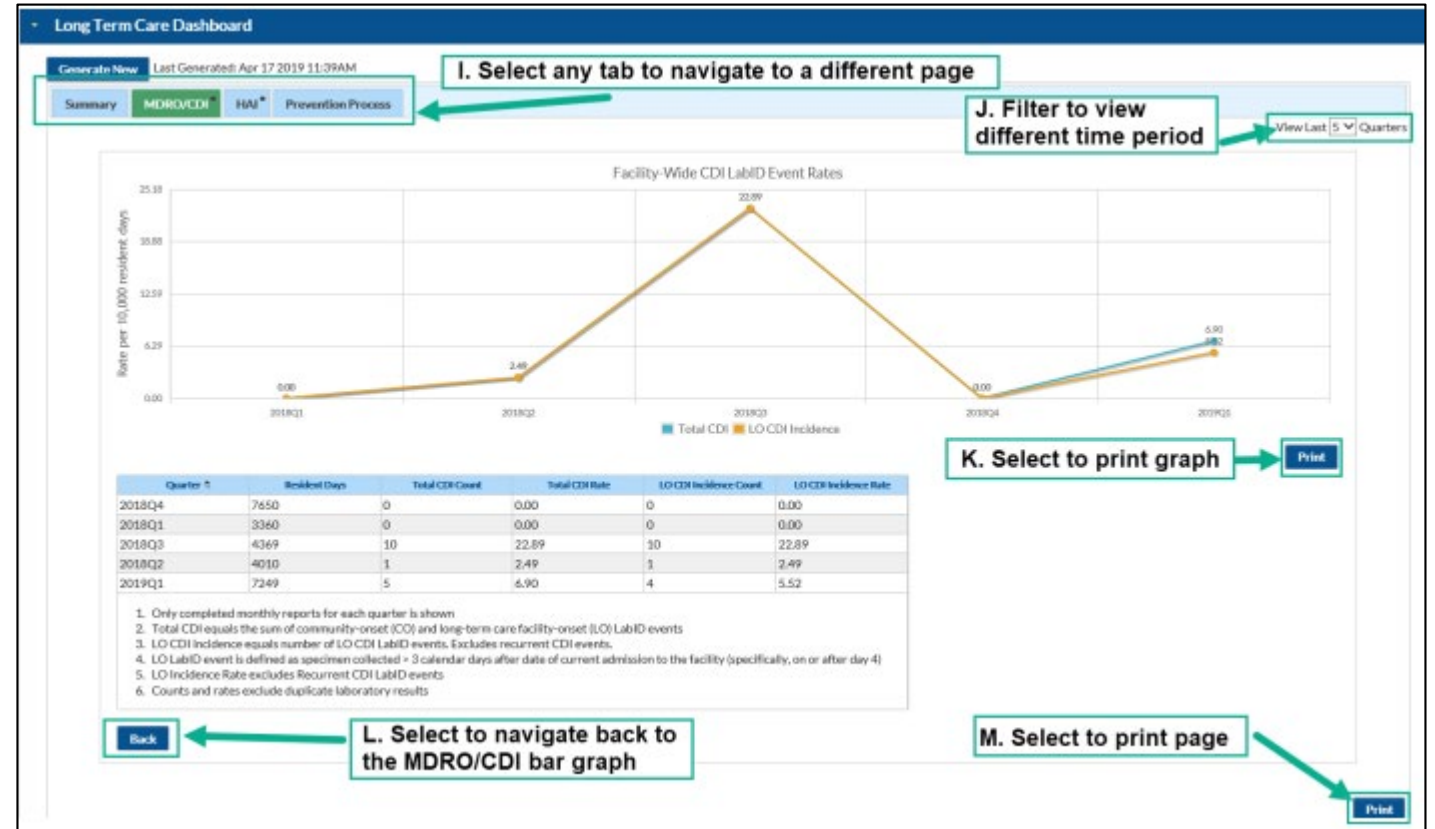 Long Term Care Dashboard
Generate New Last Generated: Apr 17 2019 11:39AM
I. Select any tab to navigate to a different page
Summary MDRO/CDI* HAI* Prevention Process
J. Filter to view
different time period
View Last 5 Quarters
Facility-Wide CDI LabID Event Rates
Rate per 10,000 resident days
25.18
18.88
12.59
6.29
0.00
0.00
2.49
22.89
0.00
6.90
2018Q1 2018Q2 2018Q3 2018Q4 2019Q1
Total CDI LO CDI Incidence
K. Select to print graph
Print
Quarter Resident Days Total CDI Count Total CDI Rate LO CDI Incidence Count LO CDI Incidence Rate
2018Q4 7650 0 0.00 0 0.00
2018Q1 3360 0 0.00 0 0.00
2018Q3 4369 10 22.89 10 22.89
2018Q2 4010 1 2.49 1 2.49
2019Q1 7249 5 6.90 4 5.52
1. Only completed monthly reports for each quarter is shown
2. Total CDI equals the sum of community-onset (CO) and long-term care facility-onset (LO) LabID events
3. LO CDI Incidence equals number of LO CDI LabID events. Excludes recurrent CDI events.
4. LO LabID event is defined as specimen collected > 3 calendar days after date of current admission to the facility (specifically, on or after day 4)
5. LO Incidence Rate excludes Recurrent CDI LabID events
6. Counts and rates exclude duplicate laboratory results
Back
L. Select to navigate back to
the MDRO/CDI bar graph
M. Select to print page
Print